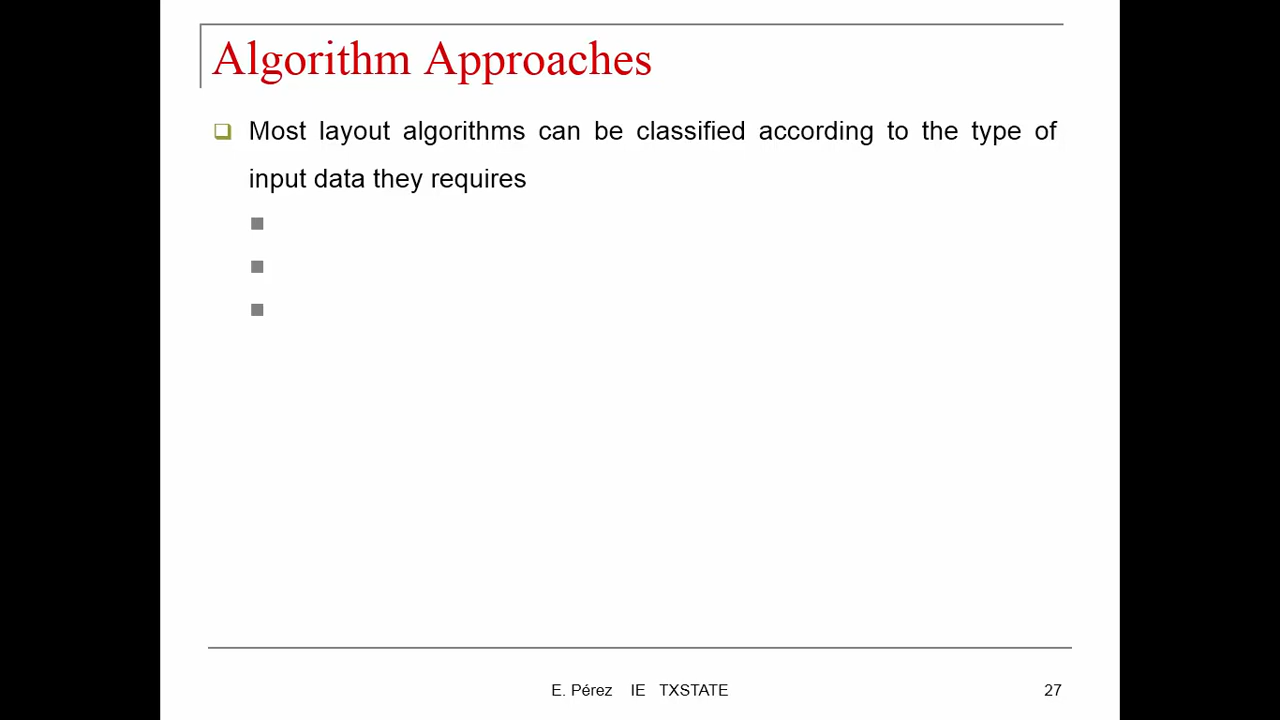 Algorithm Approaches
Most layout algorithms can be classified according to the type of
input data they requires
E. Pérez IE TXSTATE 27